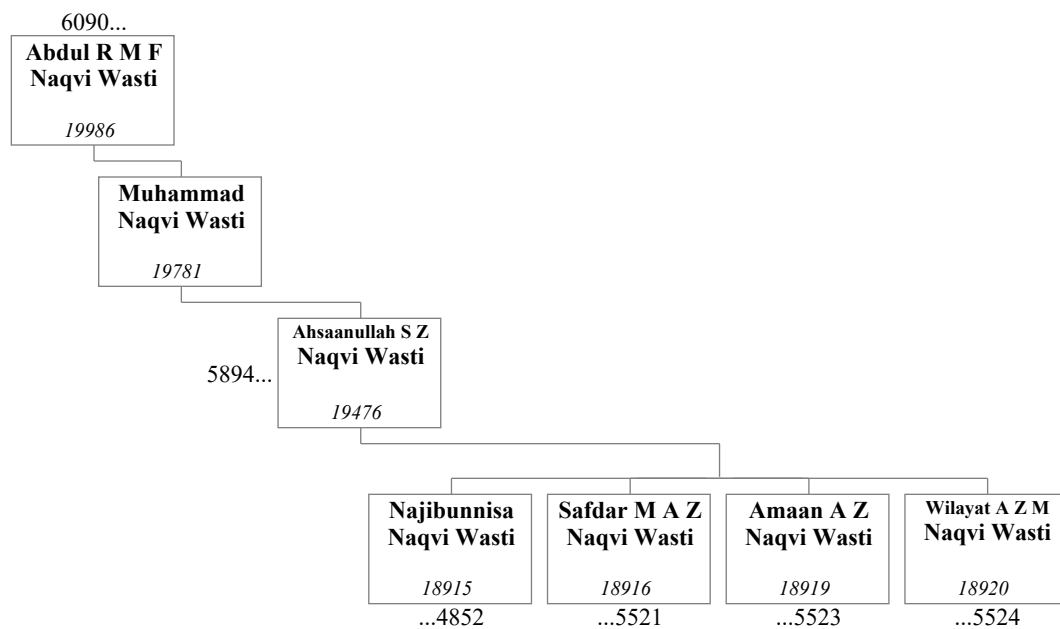 6090...
Abdul R M F
Naqvi Wasti
19986
Muhammad
Naqvi Wasti
19781
Ahsaanullah S Z
Naqvi Wasti
5894...
19476
Najibunnisa
Naqvi Wasti
18915
...4852
Safdar M A Z
Naqvi Wasti
18916
...5521
Amaan A Z
Naqvi Wasti
18919
...5523
Wilayat A Z M
Naqvi Wasti
18920
...5524